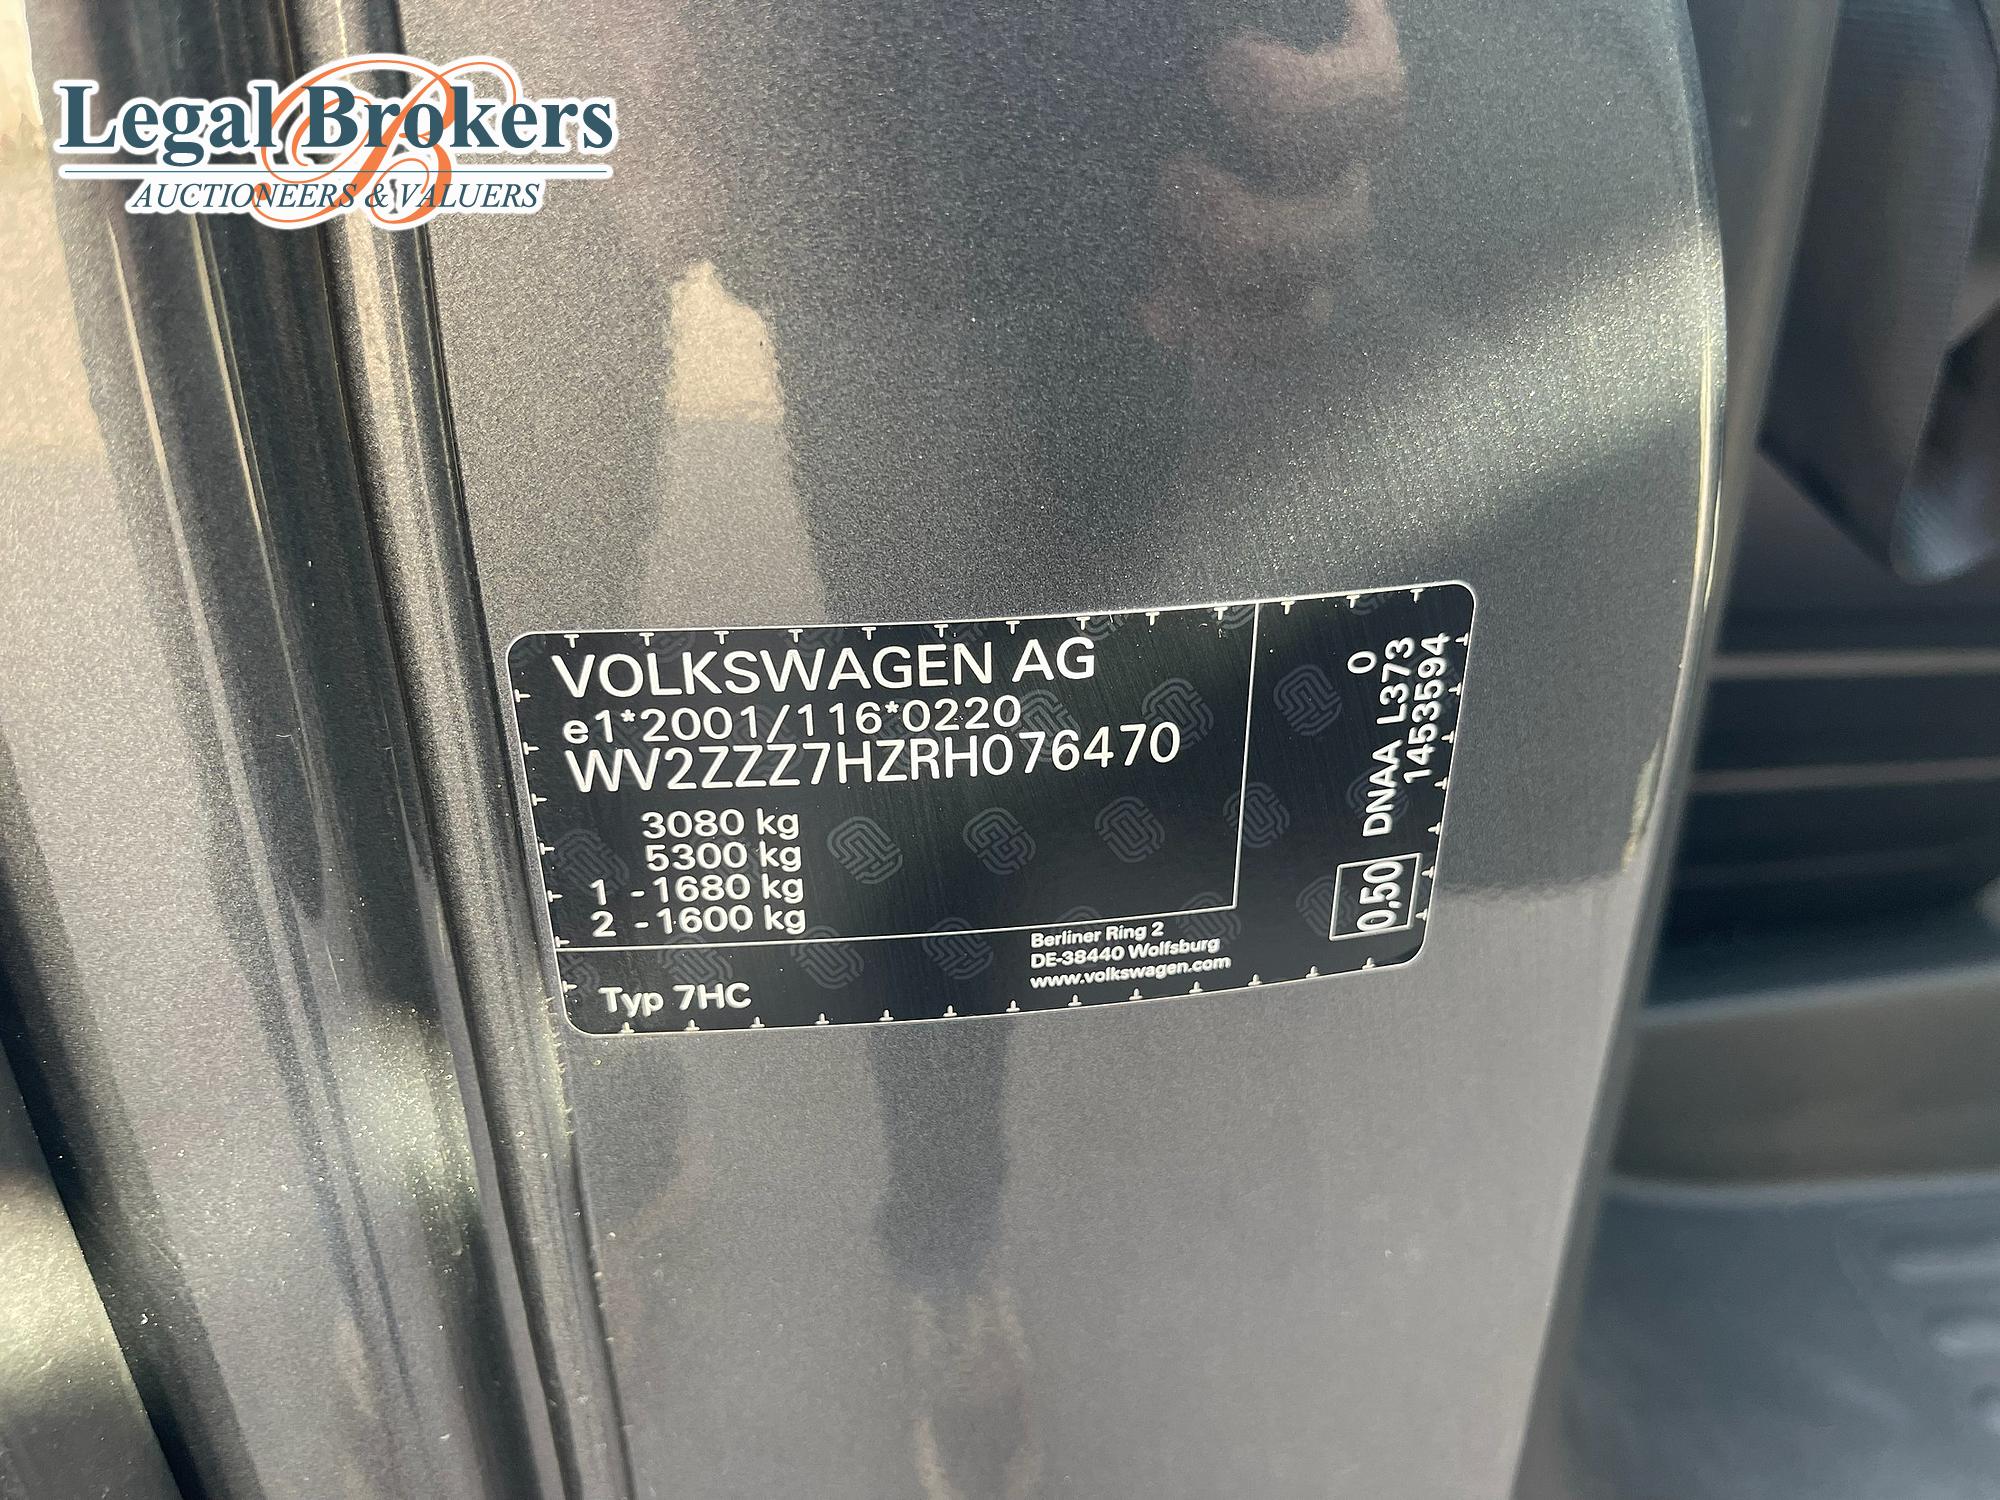 Legal Brokers
AUCTIONEERS & VALUERS
VOLKSWAGEN AG
e1*2001/116*0220
WV2ZZZ7HZRH076470
3080 kg
5300 kg
1 - 1680 kg
2 - 1600 kg
Typ 7HC
Berliner Ring 2
DE-38440 Wolfsburg
www.volkswagen.com
0
DNAA L373
1453594
0,50